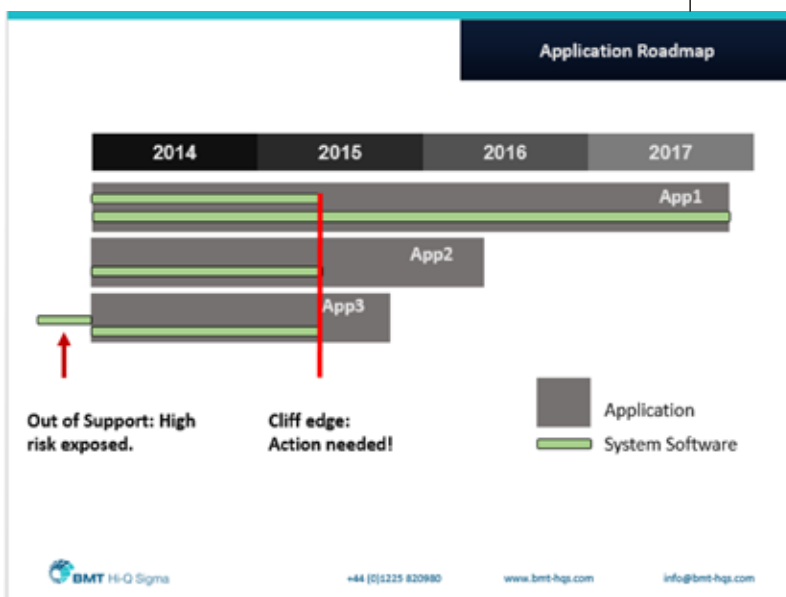 Application Roadmap
2014 2015 2016 2017
App1
App2
App3
Out of Support: High
risk exposed.
Cliff edge:
Action needed!
Application
System Software
BMT Hi-Q Sigma
+44 (0)1225 820980
www.bmt-hqs.com
info@bmt-hqs.com